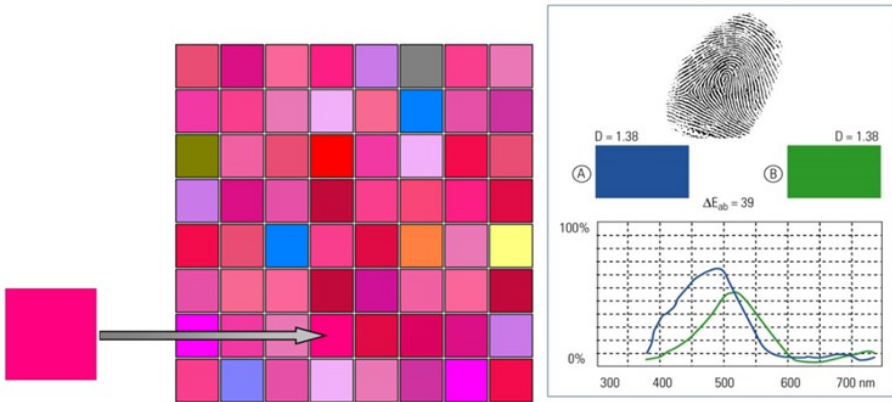 D = 1.38 D = 1.38
A B
ΔEab = 39
100%
0%
300 400 500 600 700 nm